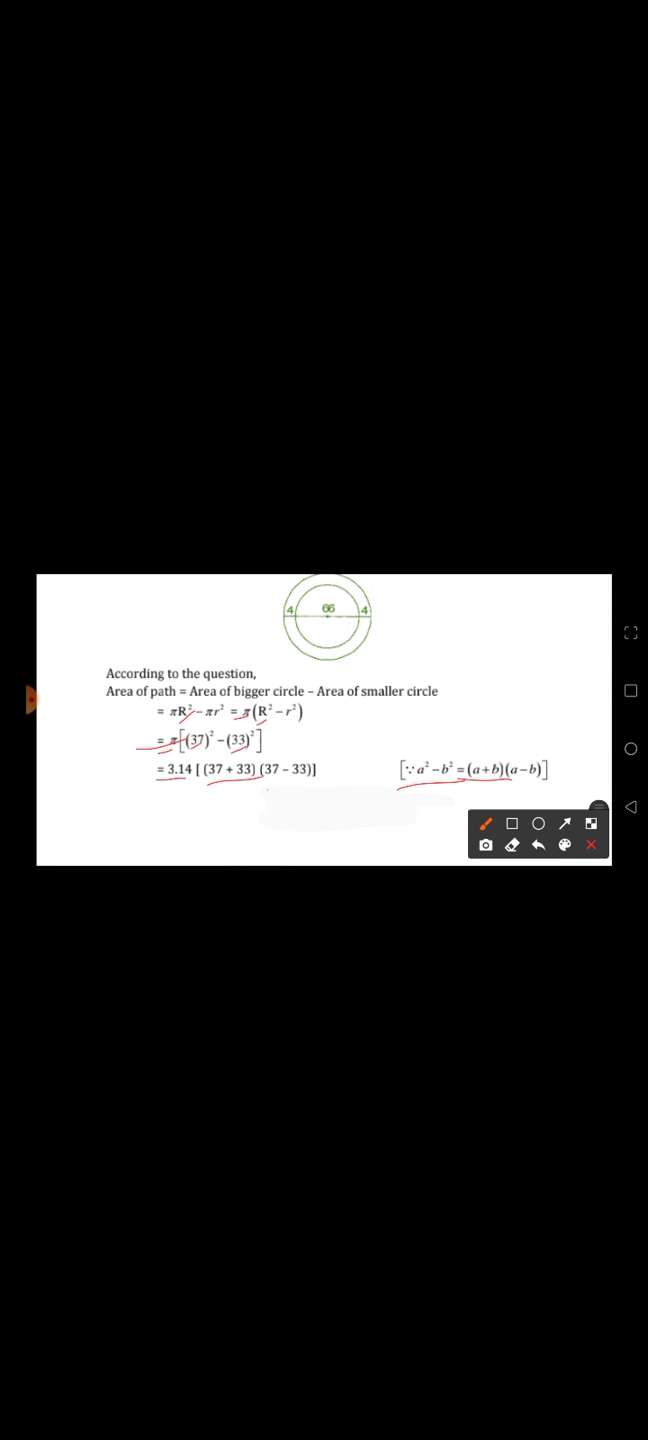 4 66 4
According to the question,
Area of path = Area of bigger circle – Area of smaller circle
= πR² – πr² = π(R² – r²)
= π[(37)² – (33)²]
= 3.14 [ (37 + 33) (37 – 33)] [∵ a² – b² = (a+b)(a–b)]